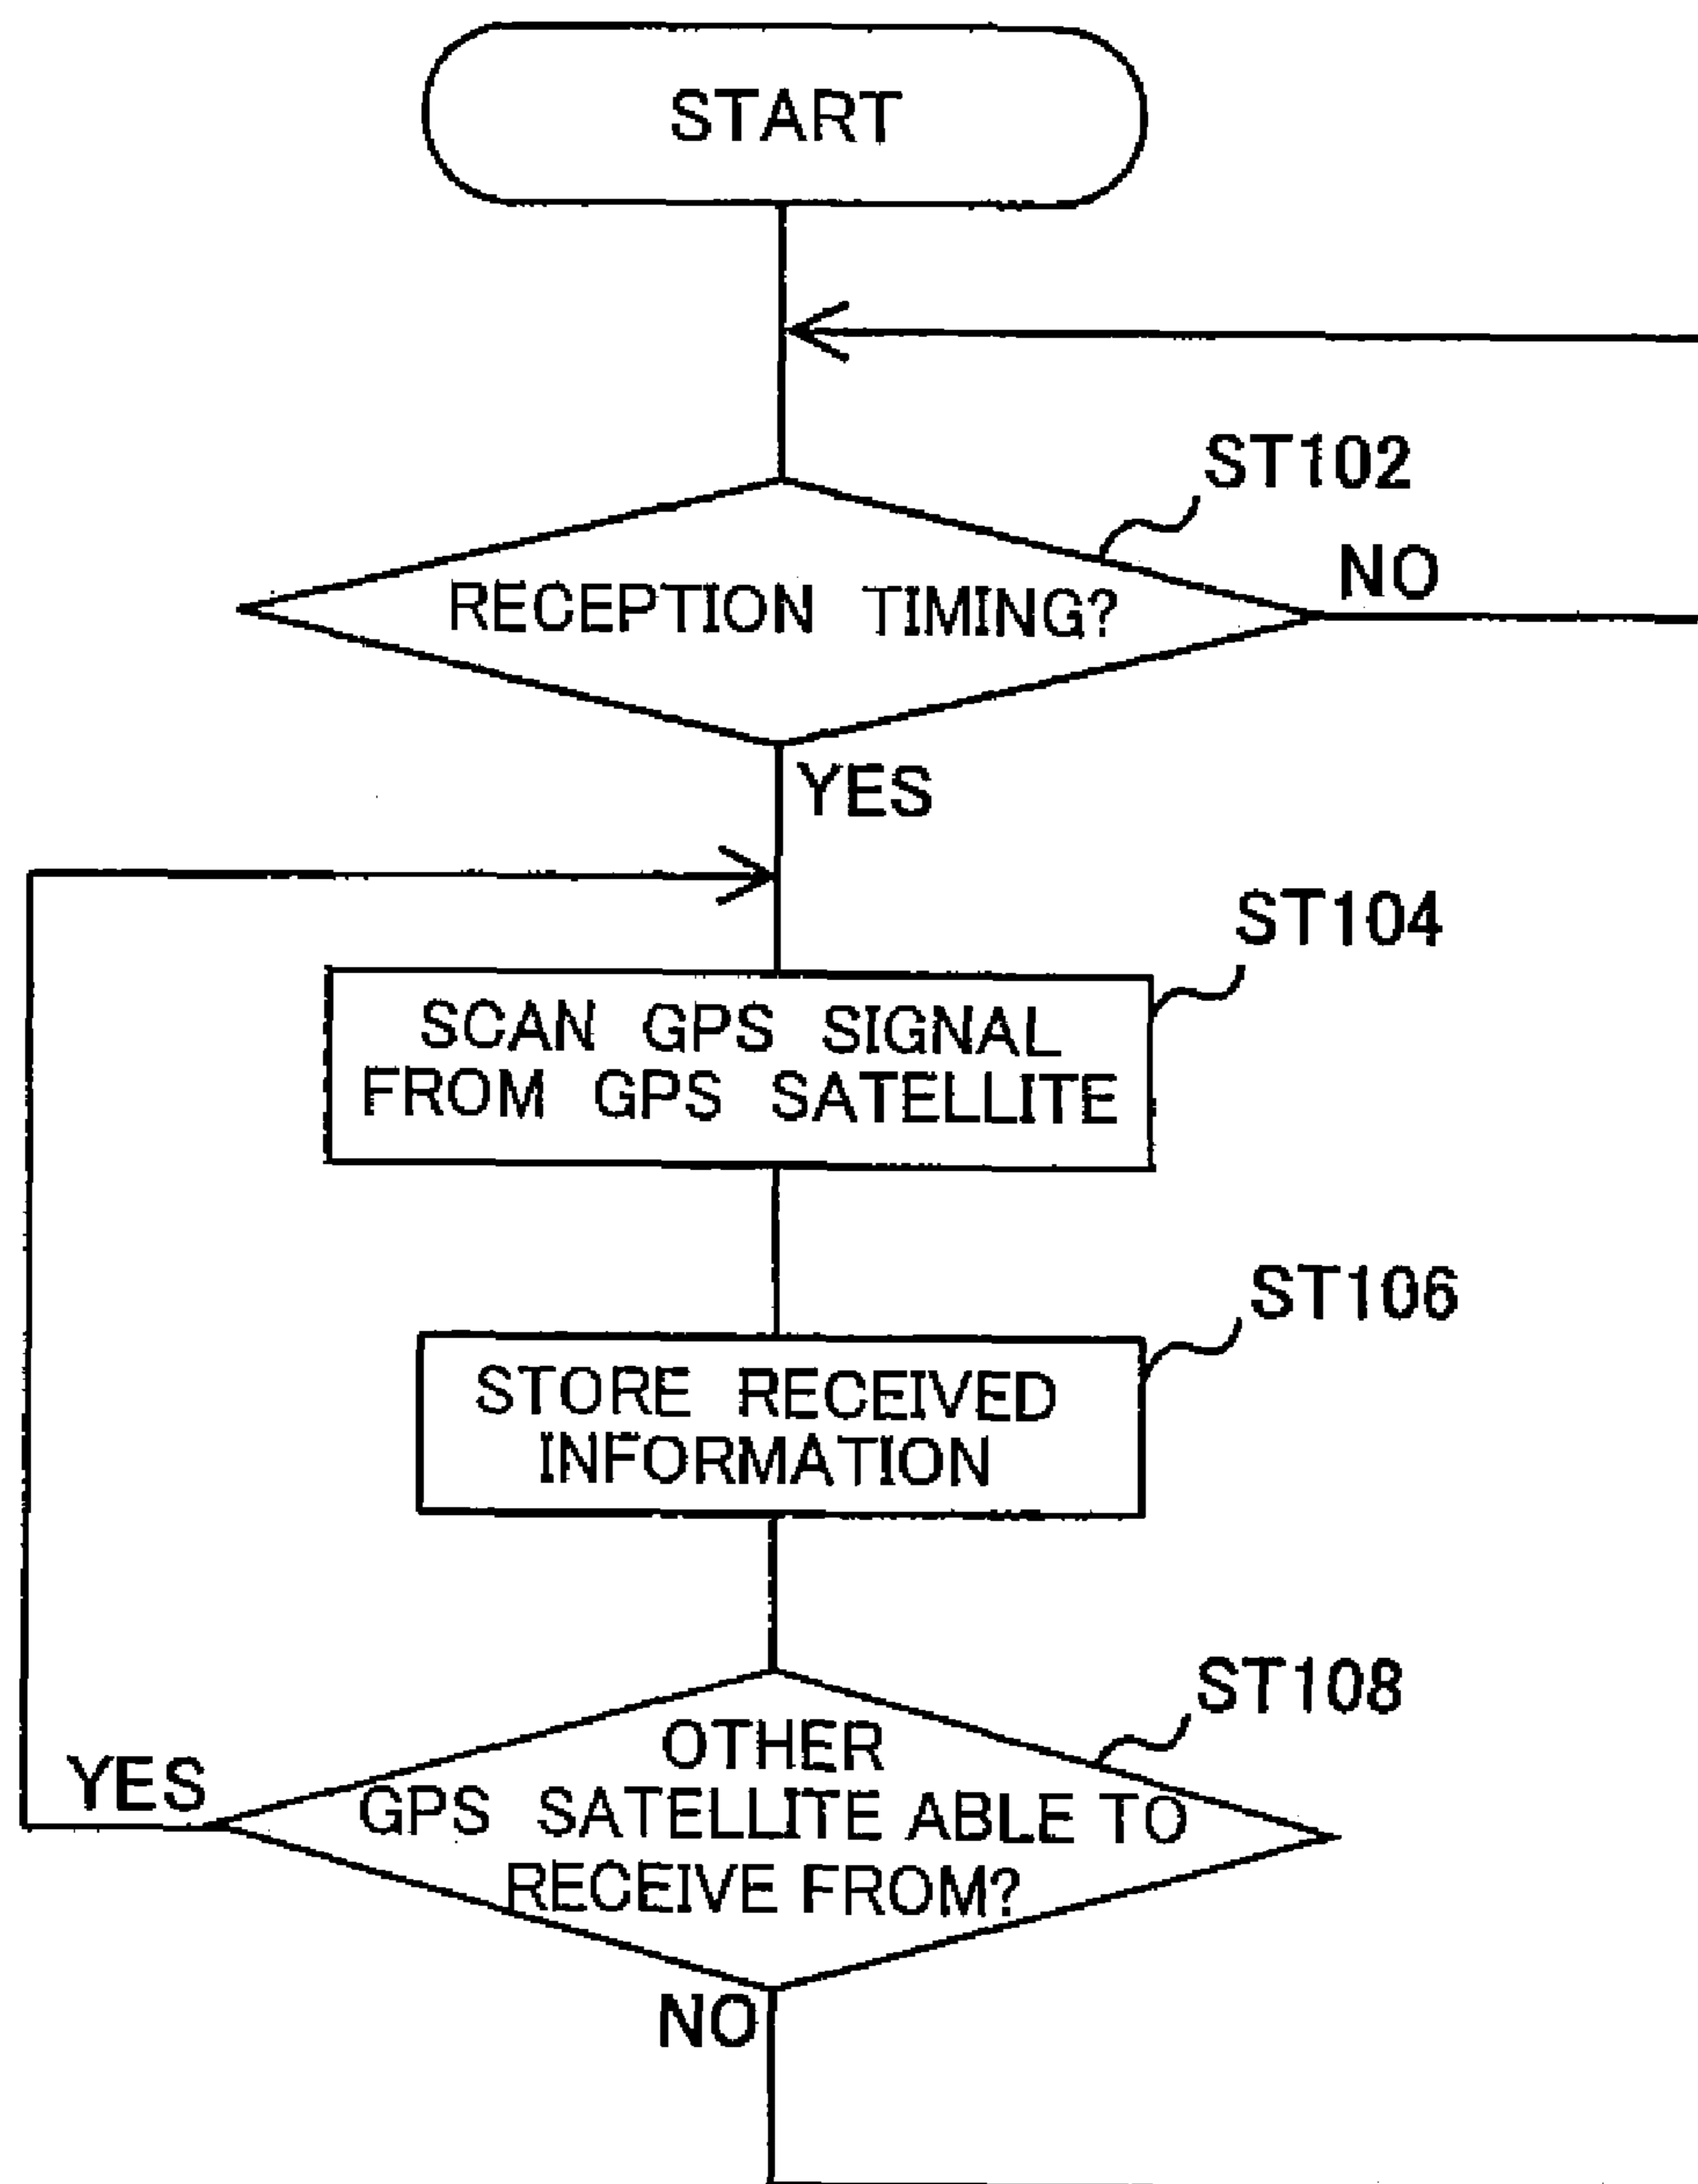 START
ST102
RECEPTION TIMING?
NO
YES
ST104
SCAN GPS SIGNAL
FROM GPS SATELLITE
ST106
STORE RECEIVED
INFORMATION
ST108
OTHER
YES
GPS SATELLITE ABLE TO
RECEIVE FROM?
NO